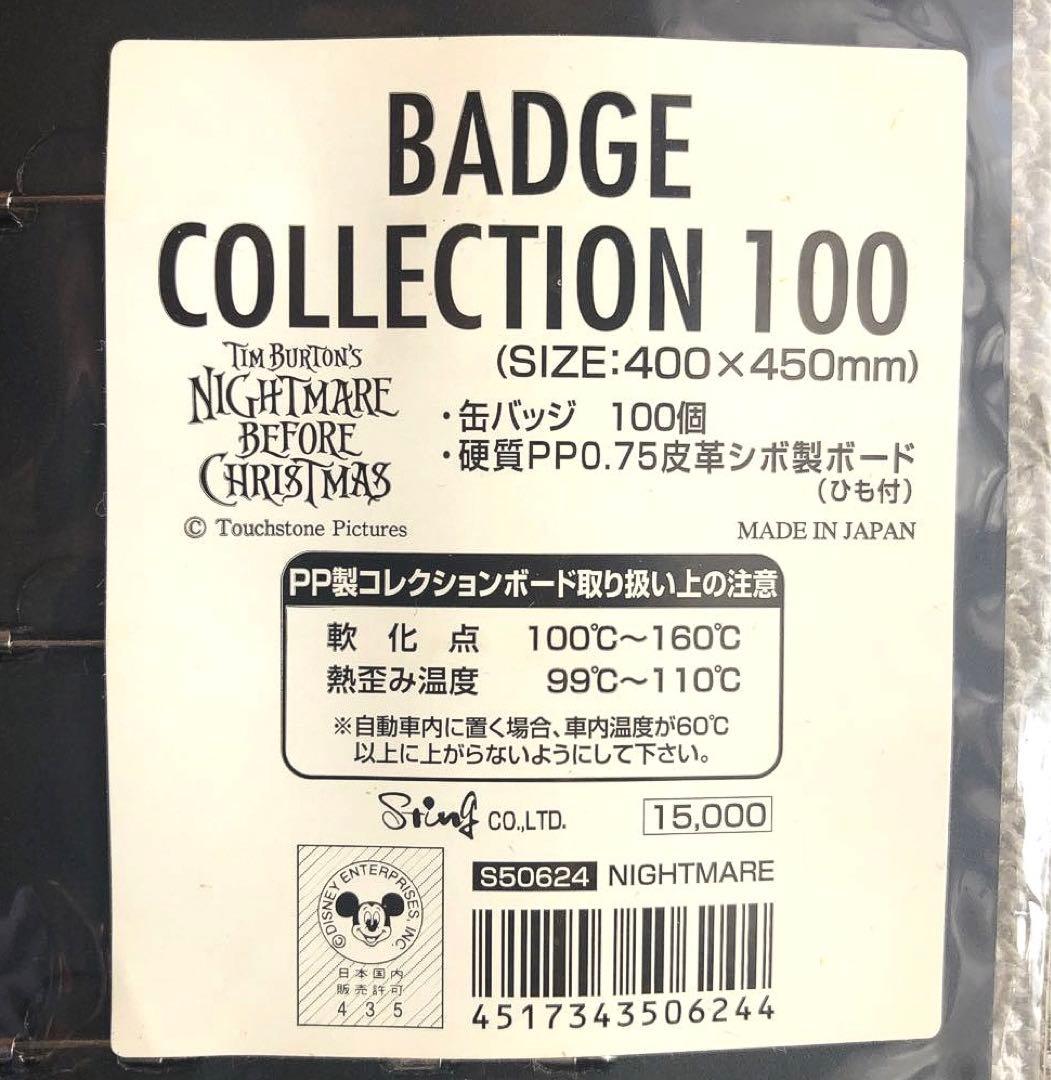 BADGE
COLLECTION 100
(SIZE:400×450mm)
TIM BURTON'S
NIGHTMARE
BEFORE
CHRISTMAS
© Touchstone Pictures
・缶バッジ 100個
・硬質PP0.75皮革シボ製ボード
(ひも付)
MADE IN JAPAN
PP製コレクションボード取り扱い上の注意
軟化点 100℃〜160℃
熱歪み温度 99℃〜110℃
※自動車内に置く場合、車内温度が60℃
以上に上がらないようにして下さい。
Sting CO.,LTD.
15,000
©DISNEY ENTERPRISES, INC
日本国内
販売許可
435
S50624 NIGHTMARE
4517343506244